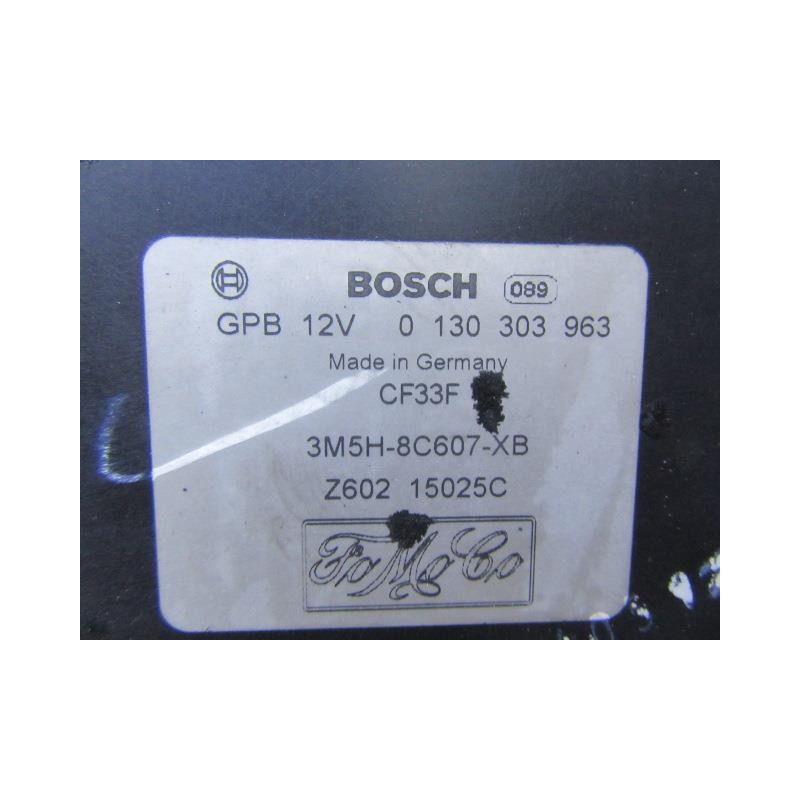 BOSCH 089
GPB 12V 0 130 303 963
Made in Germany
CF33F
3M5H-8C607-XB
Z602 15025C
FoMoCo